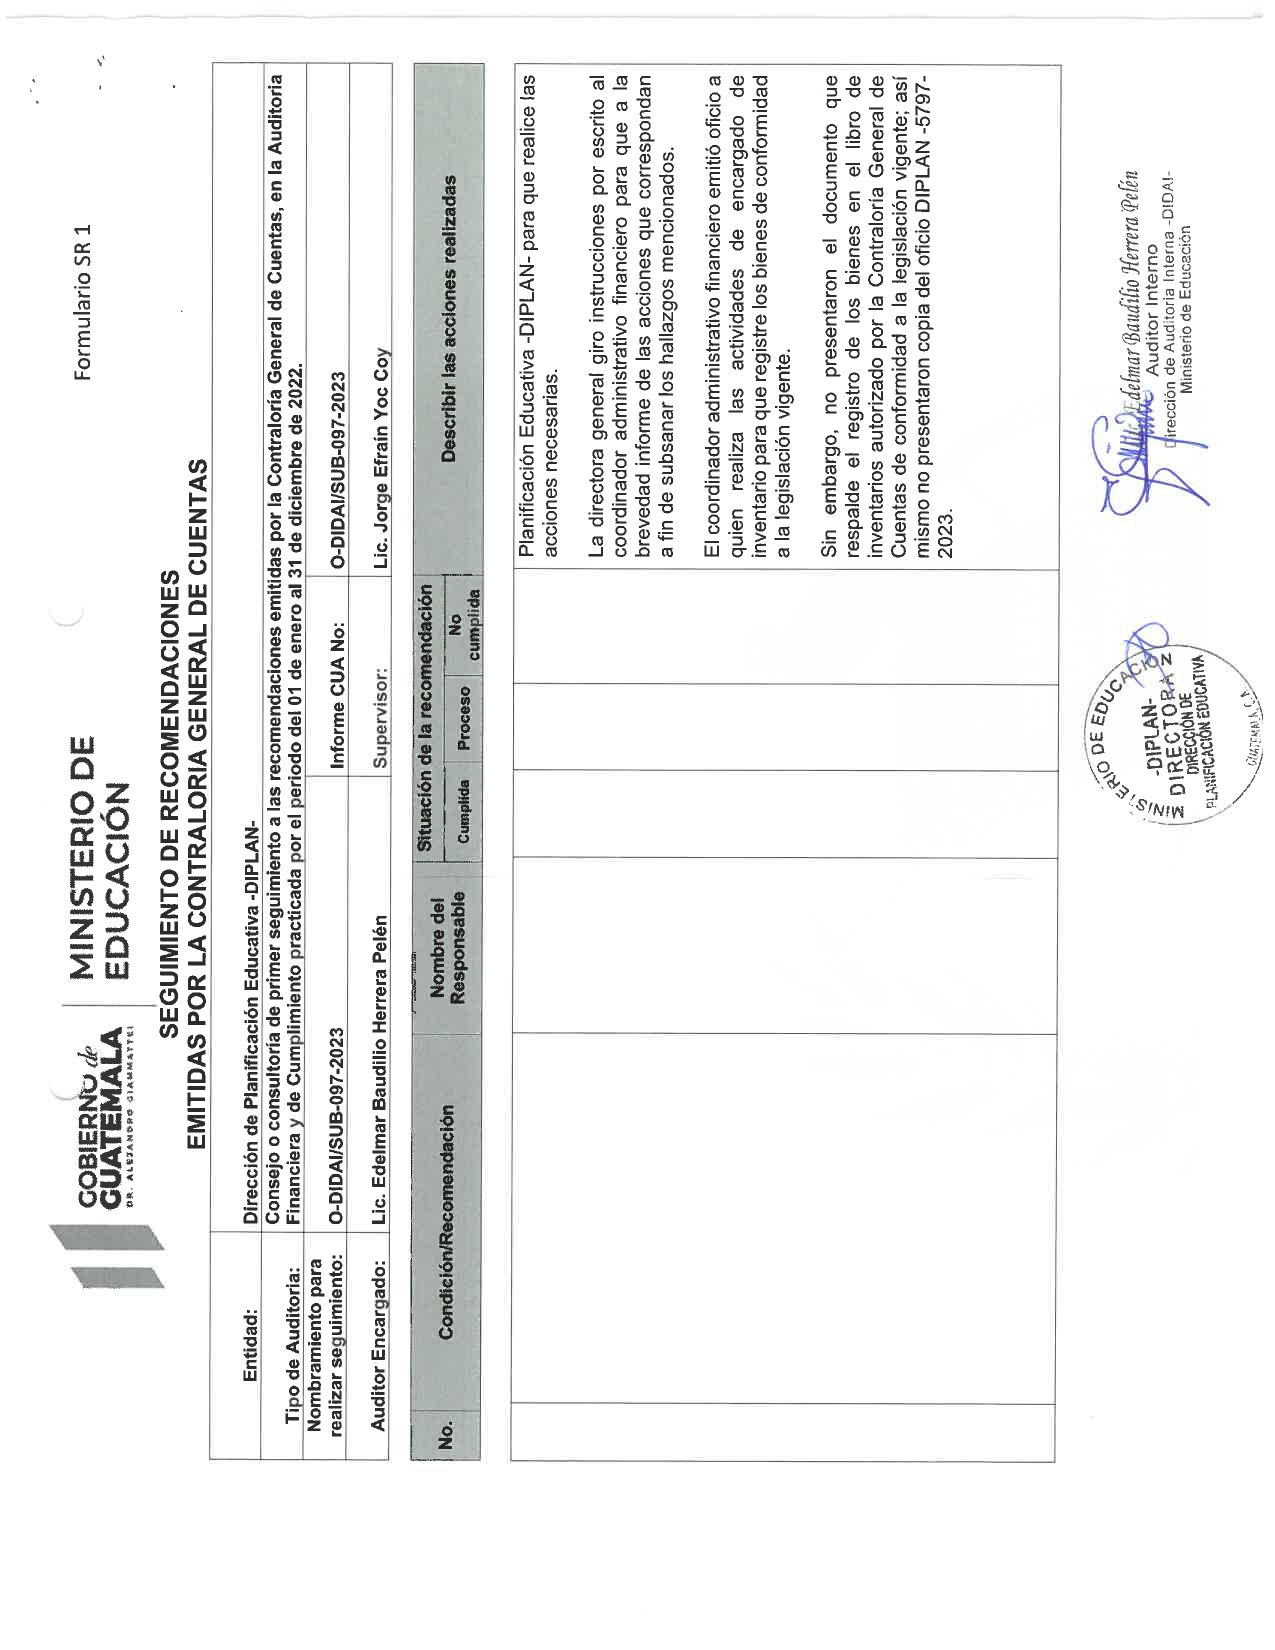 Formulario SR 1
GOBIERNO de
GUATEMALA
DR. ALEJANDRO GIAMMATTEI
MINISTERIO DE
EDUCACIÓN
SEGUIMIENTO DE RECOMENDACIONES
EMITIDAS POR LA CONTRALORIA GENERAL DE CUENTAS
Entidad:
Dirección de Planificación Educativa -DIPLAN-
Tipo de Auditoria:
Consejo o consultoría de primer seguimiento a las recomendaciones emitidas por la Contraloría General de Cuentas, en la Auditoria
Financiera y de Cumplimiento practicada por el periodo del 01 de enero al 31 de diciembre de 2022.
Nombramiento para
realizar seguimiento:
O-DIDAI/SUB-097-2023
Informe CUA No:
O-DIDAI/SUB-097-2023
Auditor Encargado:
Lic. Edelmar Baudilio Herrera Pelén
Supervisor:
Lic. Jorge Efraín Yoc Coy
No.
Condición/Recomendación
Nombre del
Responsable
Situación de la recomendación
Cumplida
Proceso
No
cumplida
Describir las acciones realizadas
Planificación Educativa -DIPLAN- para que realice las
acciones necesarias.
La directora general giro instrucciones por escrito al
coordinador administrativo financiero para que a la
brevedad informe de las acciones que correspondan
a fin de subsanar los hallazgos mencionados.
El coordinador administrativo financiero emitió oficio a
quien realiza las actividades de encargado de
inventario para que registre los bienes de conformidad
a la legislación vigente.
Sin embargo, no presentaron el documento que
respalde el registro de los bienes en el libro de
inventarios autorizado por la Contraloría General de
Cuentas de conformidad a la legislación vigente; así
mismo no presentaron copia del oficio DIPLAN -5797-
2023.
MINISTERIO DE EDUCACIÓN
-DIPLAN-
DIRECTORA
DIRECCIÓN DE
PLANIFICACIÓN EDUCATIVA
GUATEMALA, C.A.
Edelmar Baudilio Herrera Pelén
Auditor Interno
Dirección de Auditoria Interna -DIDAI-
Ministerio de Educación